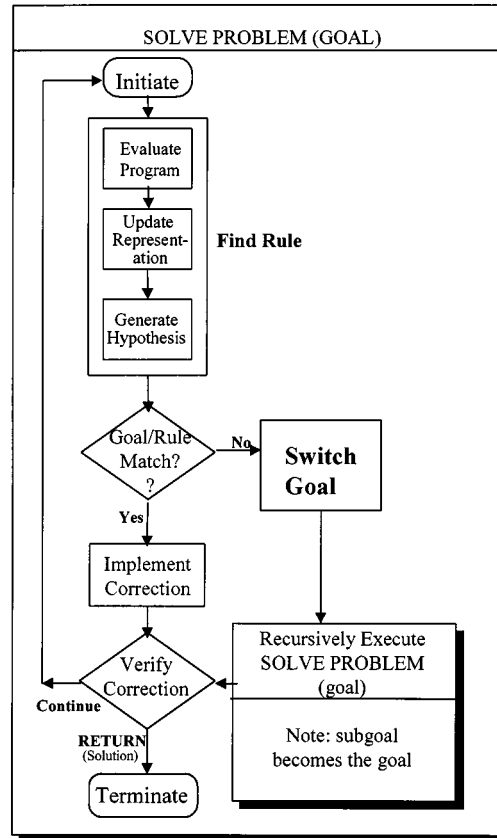 SOLVE PROBLEM (GOAL)
Initiate
Evaluate
Program
Update
Represent-
ation
Find Rule
Generate
Hypothesis
Goal/Rule
Match?
?
No
Switch
Goal
Yes
Implement
Correction
Recursively Execute
SOLVE PROBLEM
(goal)
Verify
Correction
Continue
Note: subgoal
becomes the goal
RETURN
(Solution)
Terminate